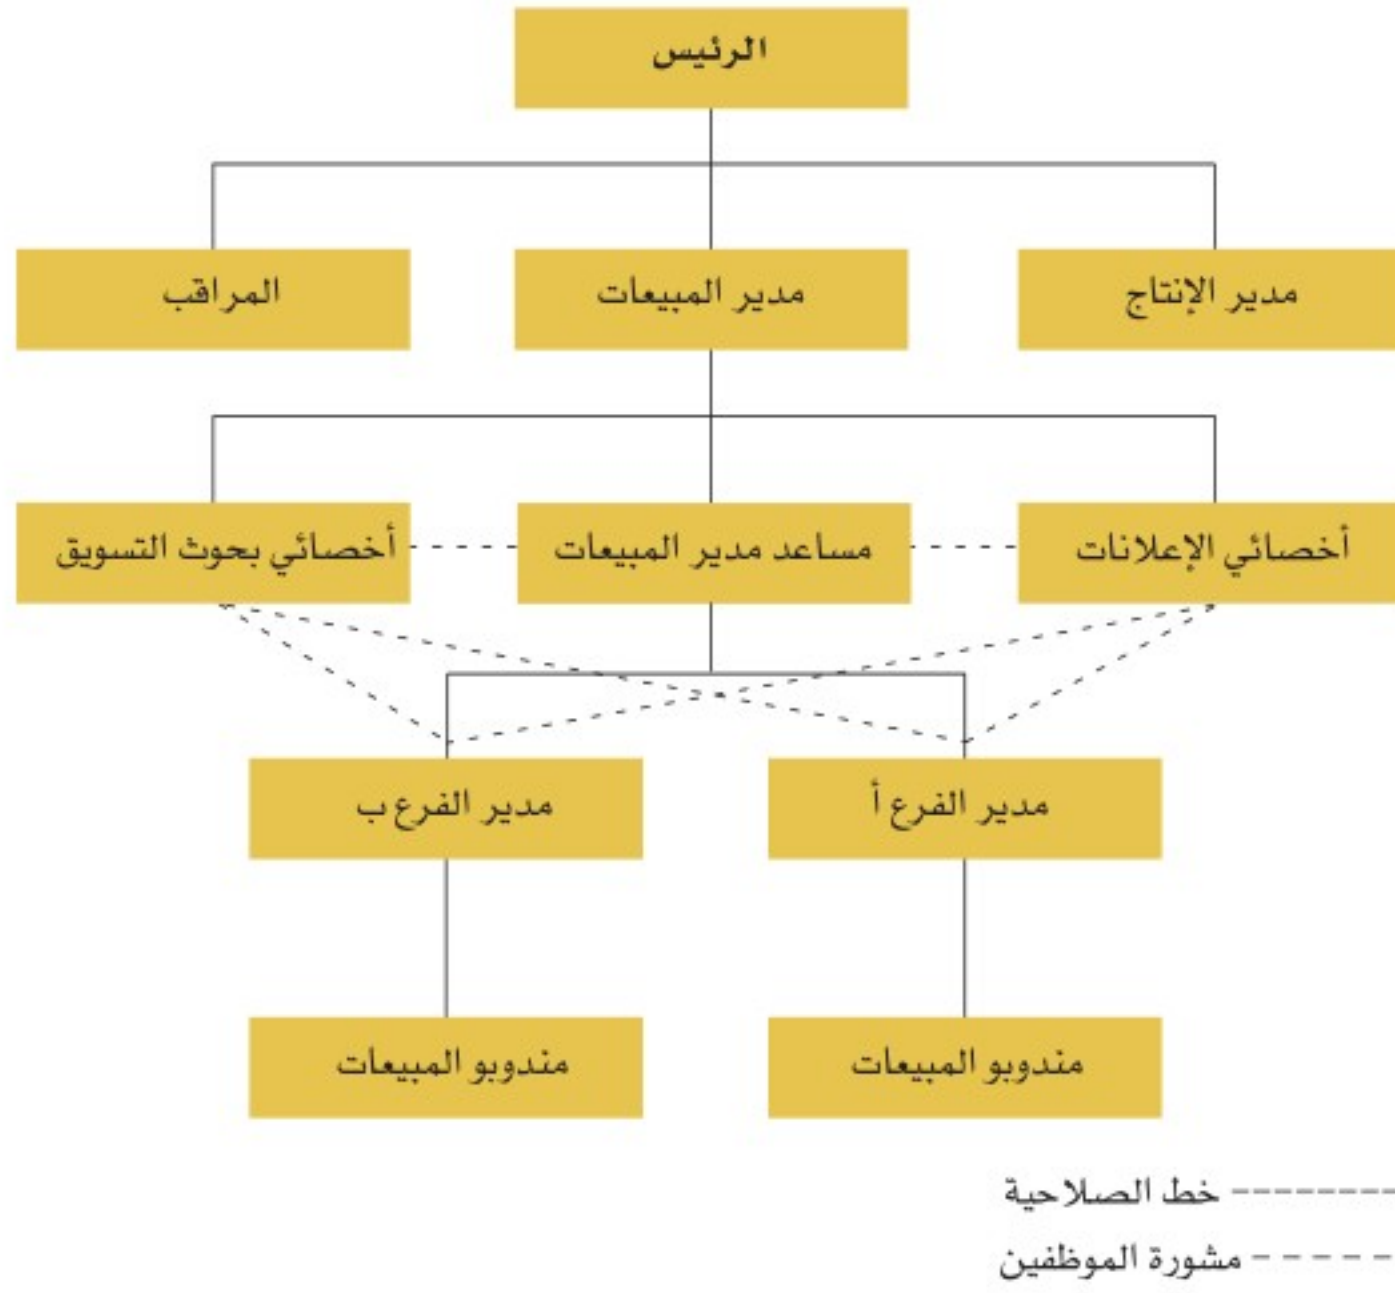 الرئيس
مدير الإنتاج
مدير المبيعات
المراقب
أخصائي الإعلانات
مساعد مدير المبيعات
أخصائي بحوث التسويق
مدير الفرع أ
مدير الفرع ب
مندوبو المبيعات
مندوبو المبيعات
خط الصلاحية
مشورة الموظفين